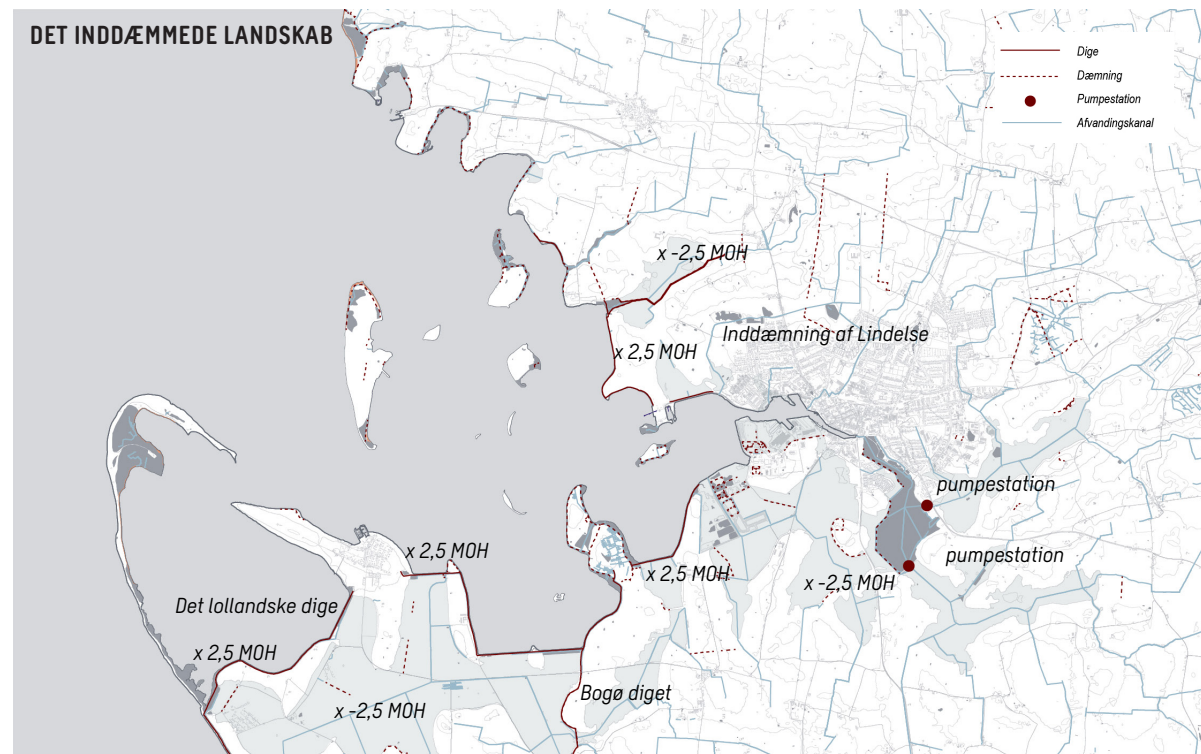 DET INDDÆMMEDE LANDSKAB
Dige
Dæmning
Pumpestation
Afvandingskanal
x -2,5 MOH
Inddæmning af Lindelse
x 2,5 MOH
pumpestation
x 2,5 MOH
pumpestation
x 2,5 MOH
x -2,5 MOH
Det lollandske dige
x 2,5 MOH
Bogø diget
x -2,5 MOH